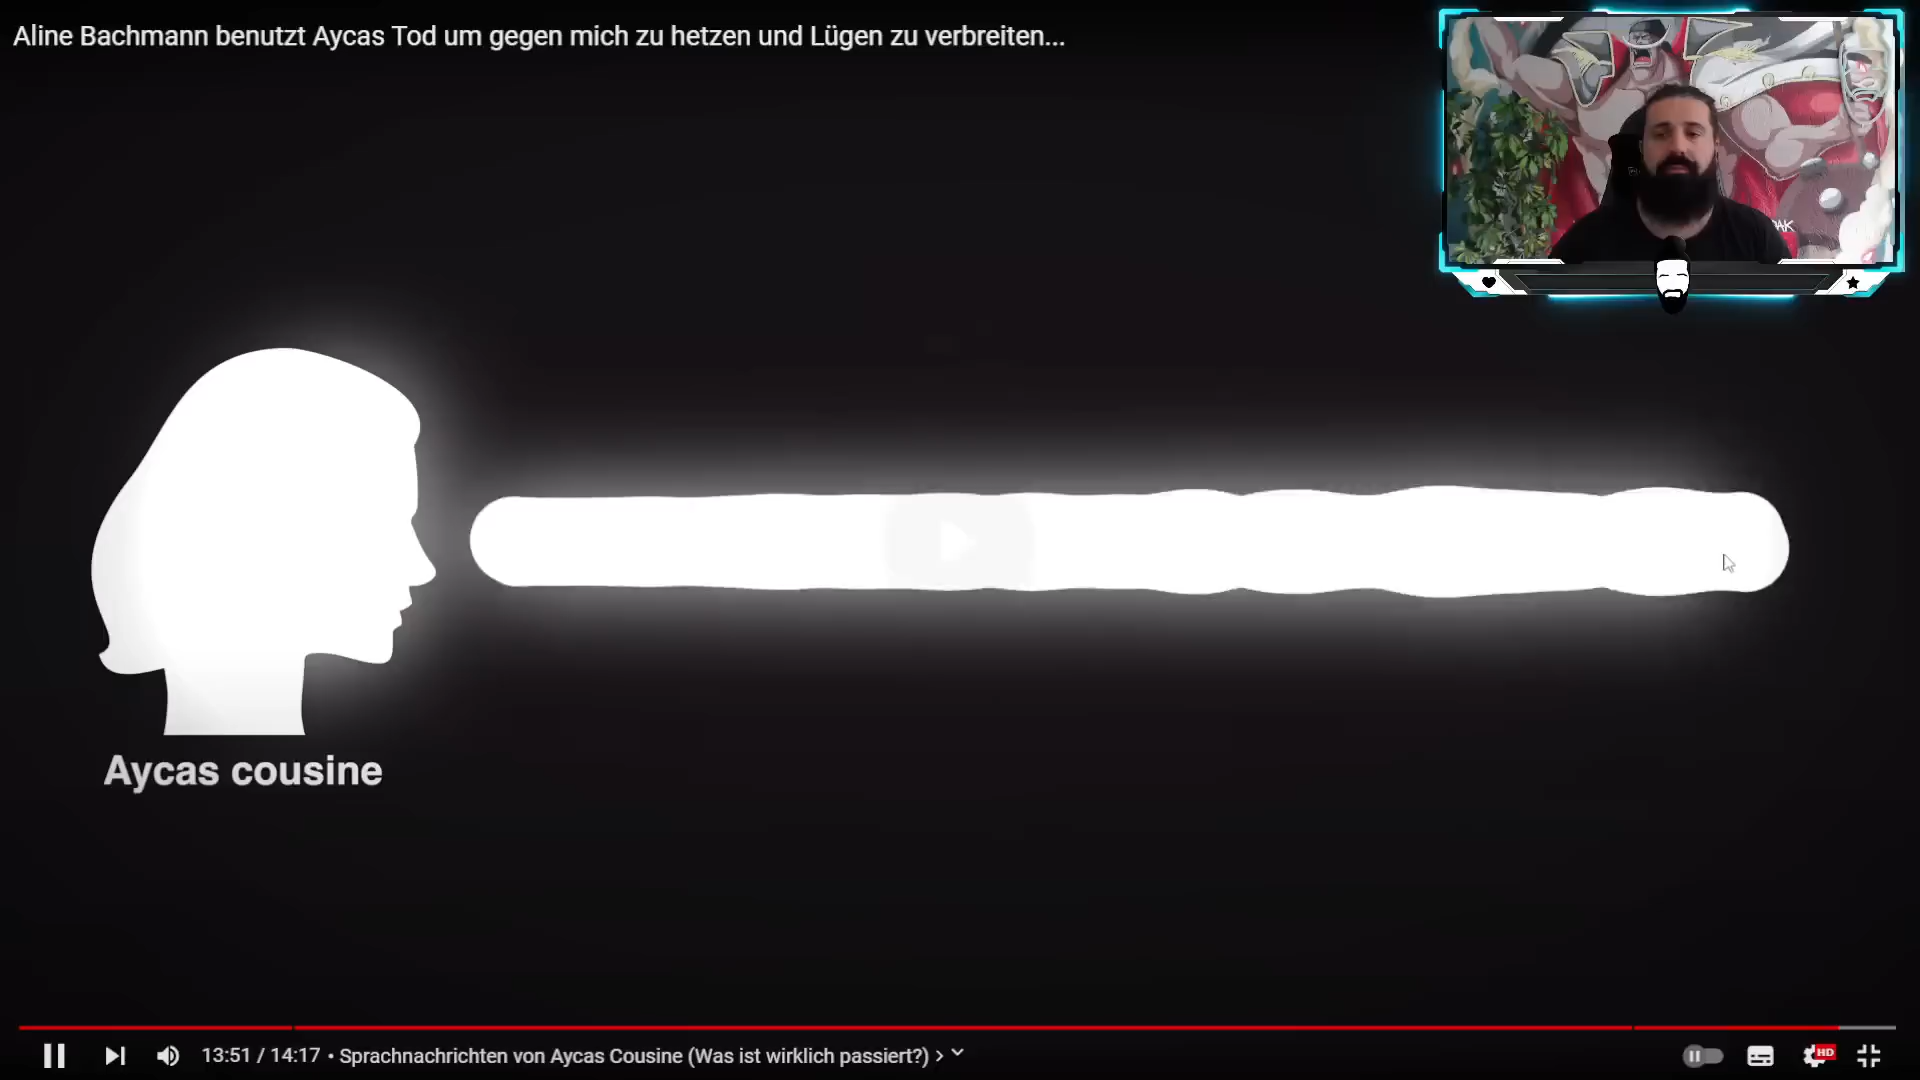 Aline Bachmann benutzt Aycas Tod um gegen mich zu hetzen und Lügen zu verbreiten...
Aycas cousine
13:51 / 14:17 • Sprachnachrichten von Aycas Cousine (Was ist wirklich passiert?) ›
HD